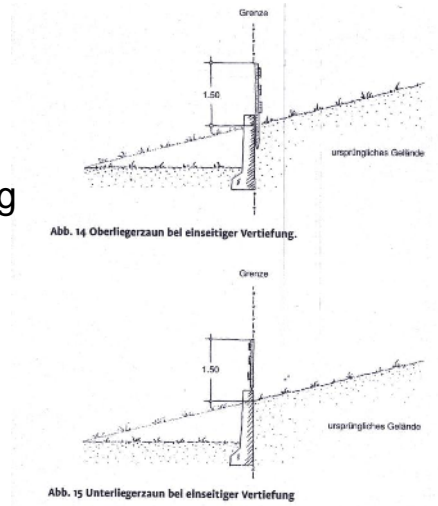 Grenze
1.50
ursprüngliches Gelände
g
Abb. 14 Oberliegerzaun bei einseitiger Vertiefung.
Grenze
1.50
ursprüngliches Gelände
Abb. 15 Unterliegerzaun bei einseitiger Vertiefung